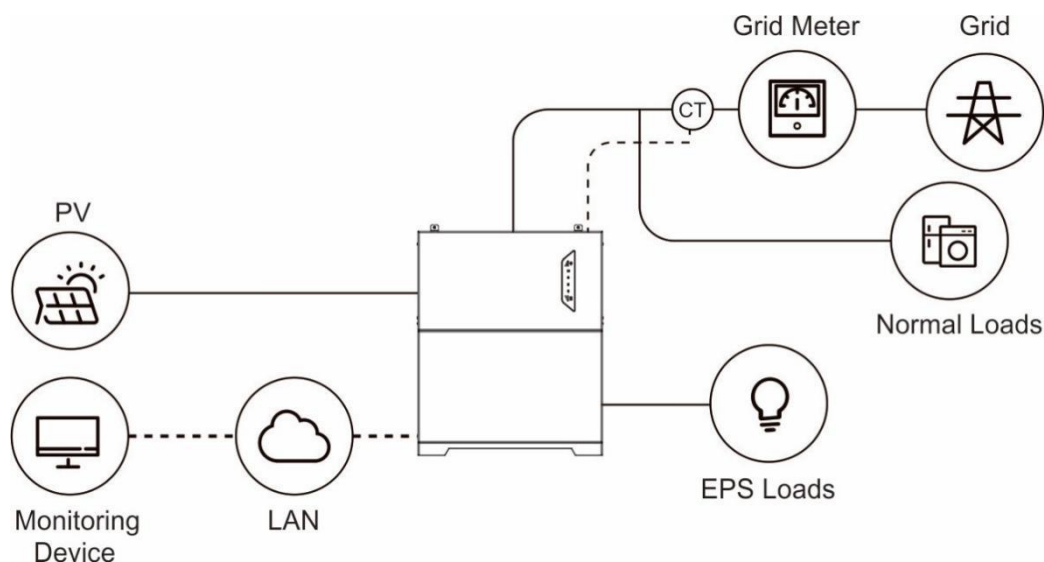 Grid Meter
Grid
CT
PV
Normal Loads
EPS Loads
Monitoring
Device
LAN